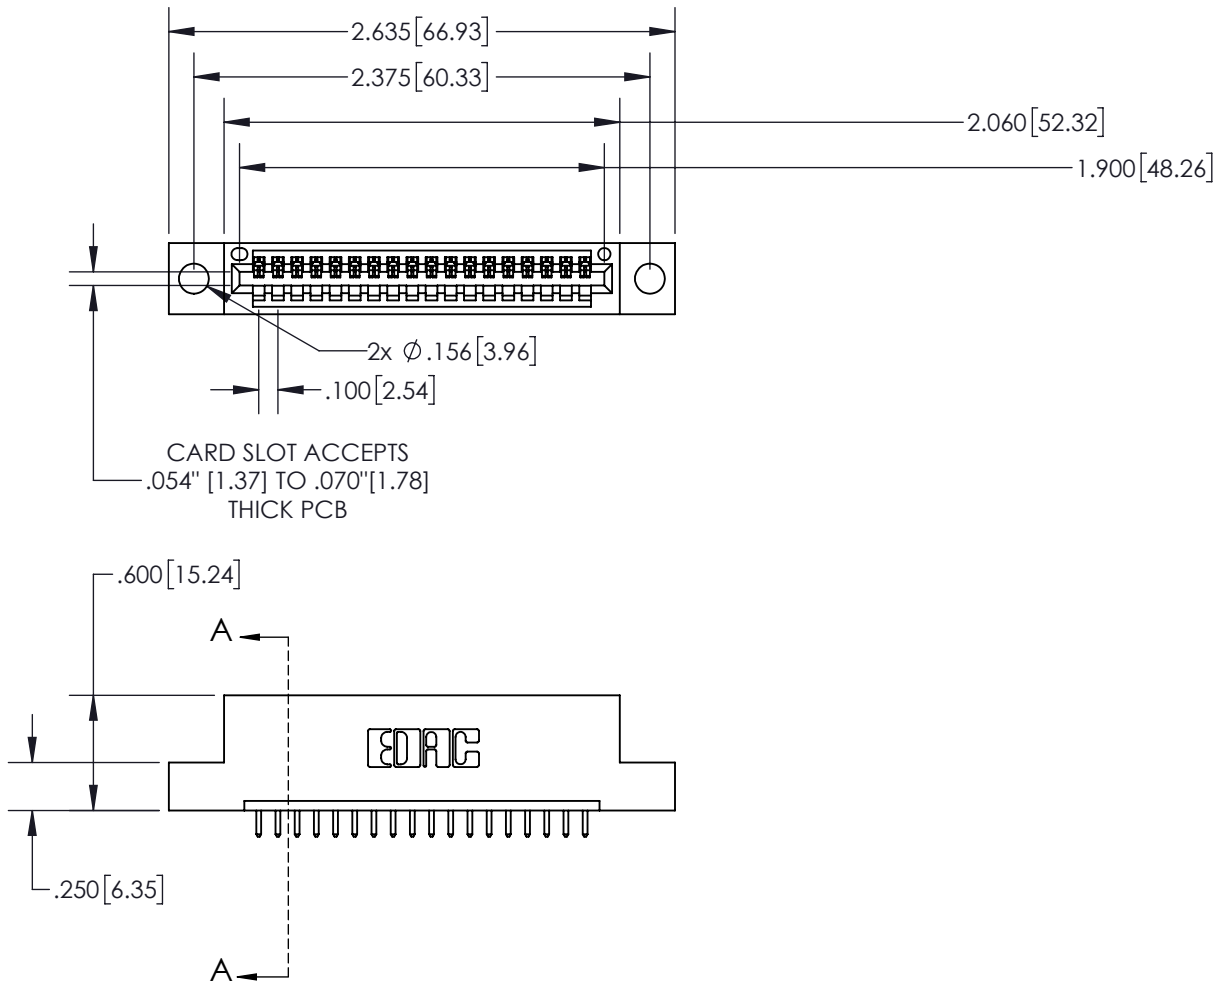 2.635[66.93]
2.375[60.33]
2.060[52.32]
1.900[48.26]
2x ∅.156[3.96]
.100[2.54]
CARD SLOT ACCEPTS
.054" [1.37] TO .070"[1.78]
THICK PCB
.600[15.24]
A
EDAC
.250[6.35]
A